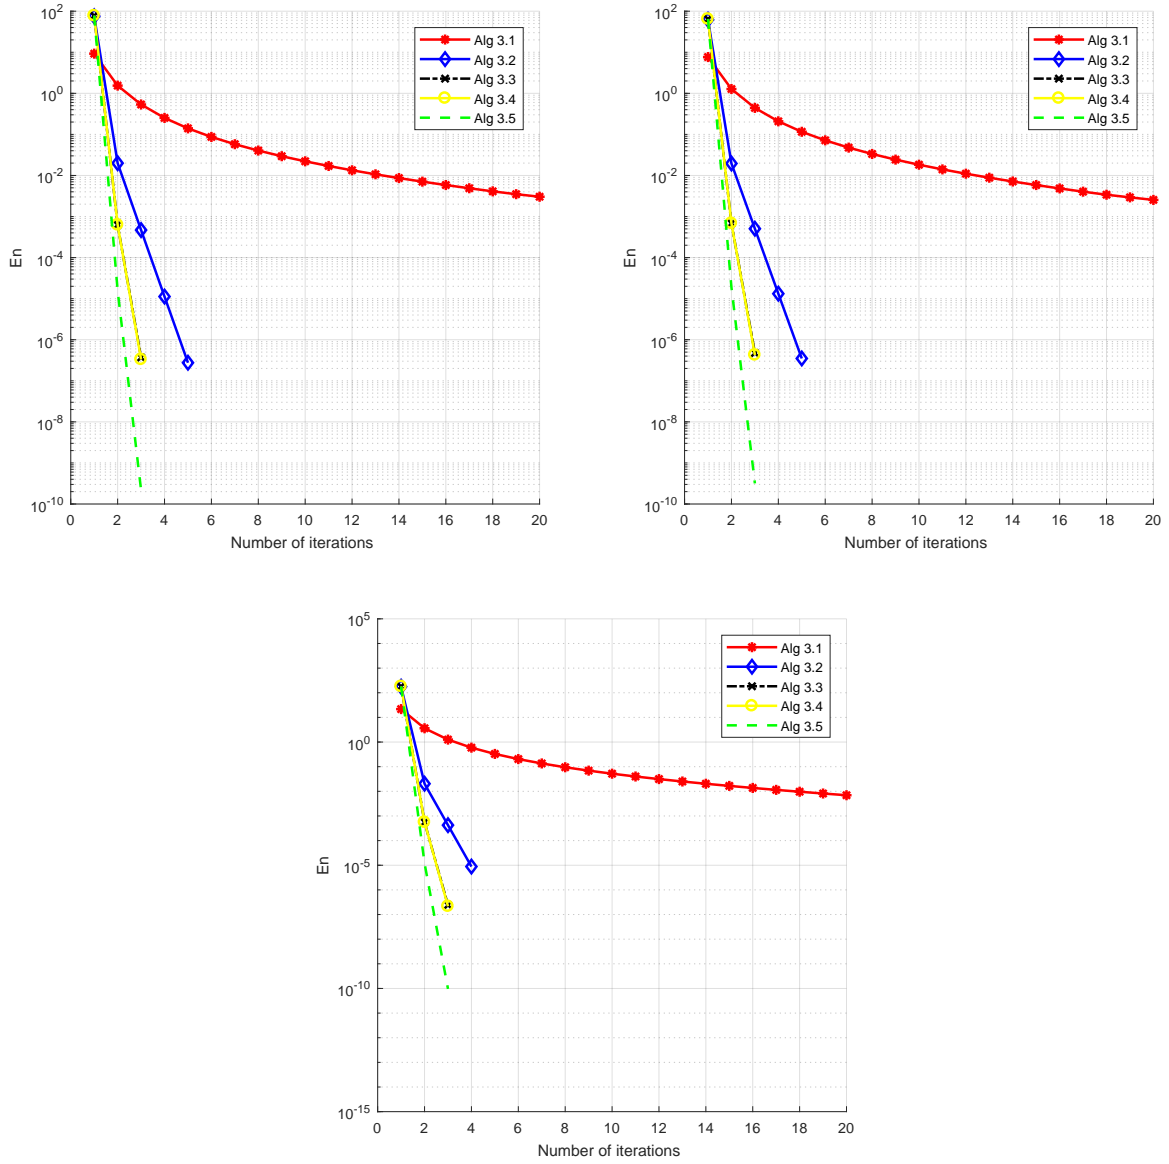 10^2
10^0
10^-2
10^-4
10^-6
10^-8
10^-10
En
0 2 4 6 8 10 12 14 16 18 20
Number of iterations
Alg 3.1
Alg 3.2
Alg 3.3
Alg 3.4
Alg 3.5
10^2
10^0
10^-2
10^-4
10^-6
10^-8
10^-10
En
0 2 4 6 8 10 12 14 16 18 20
Number of iterations
Alg 3.1
Alg 3.2
Alg 3.3
Alg 3.4
Alg 3.5
10^5
10^0
10^-5
10^-10
10^-15
En
0 2 4 6 8 10 12 14 16 18 20
Number of iterations
Alg 3.1
Alg 3.2
Alg 3.3
Alg 3.4
Alg 3.5